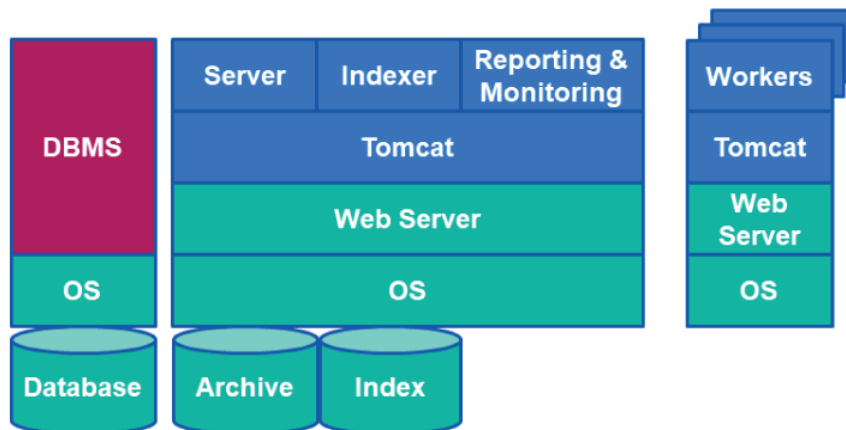 DBMS
OS
Database
Server
Indexer
Reporting &
Monitoring
Tomcat
Web Server
OS
Archive
Index
Workers
Tomcat
Web
Server
OS